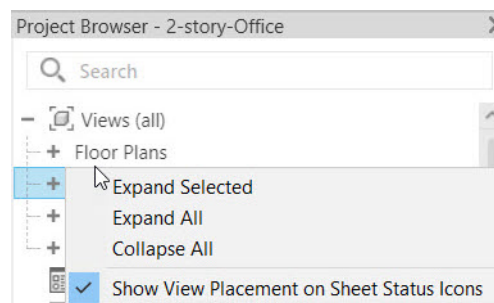 Project Browser - 2-story-Office
Search
Views (all)
Floor Plans
Expand Selected
Expand All
Collapse All
Show View Placement on Sheet Status Icons